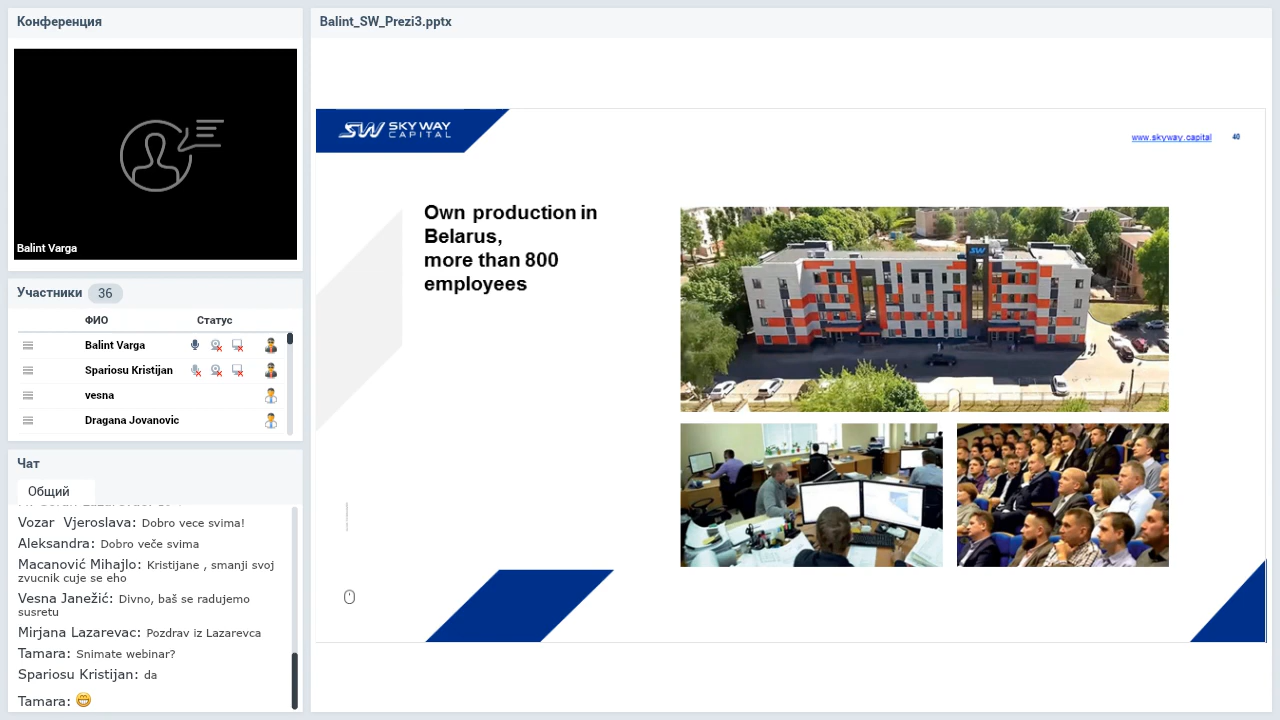 Конференция
Balint Varga
Участники 36
ФИО Статус
Balint Varga
Spariosu Kristijan
vesna
Dragana Jovanovic
Чат
Общий
Vozar Vjeroslava: Dobro vece svima!
Aleksandra: Dobro veče svima
Macanović Mihajlo: Kristijane , smanji svoj
zvucnik cuje se eho
Vesna Janežić: Divno, baš se radujemo
susretu
Mirjana Lazarevac: Pozdrav iz Lazarevca
Tamara: Snimate webinar?
Spariosu Kristijan: da
Tamara:
Balint_SW_Prezi3.pptx
SW SKY WAY
CAPITAL
www.skyway.capital 40
Own production in
Belarus,
more than 800
employees
SW